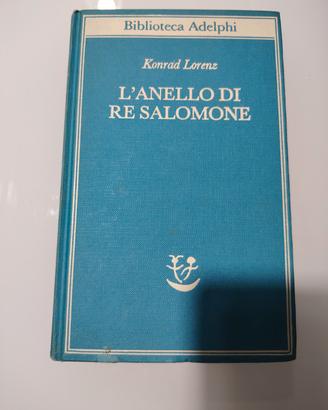 Biblioteca Adelphi
Konrad Lorenz
L'ANELLO DI
RE SALOMONE